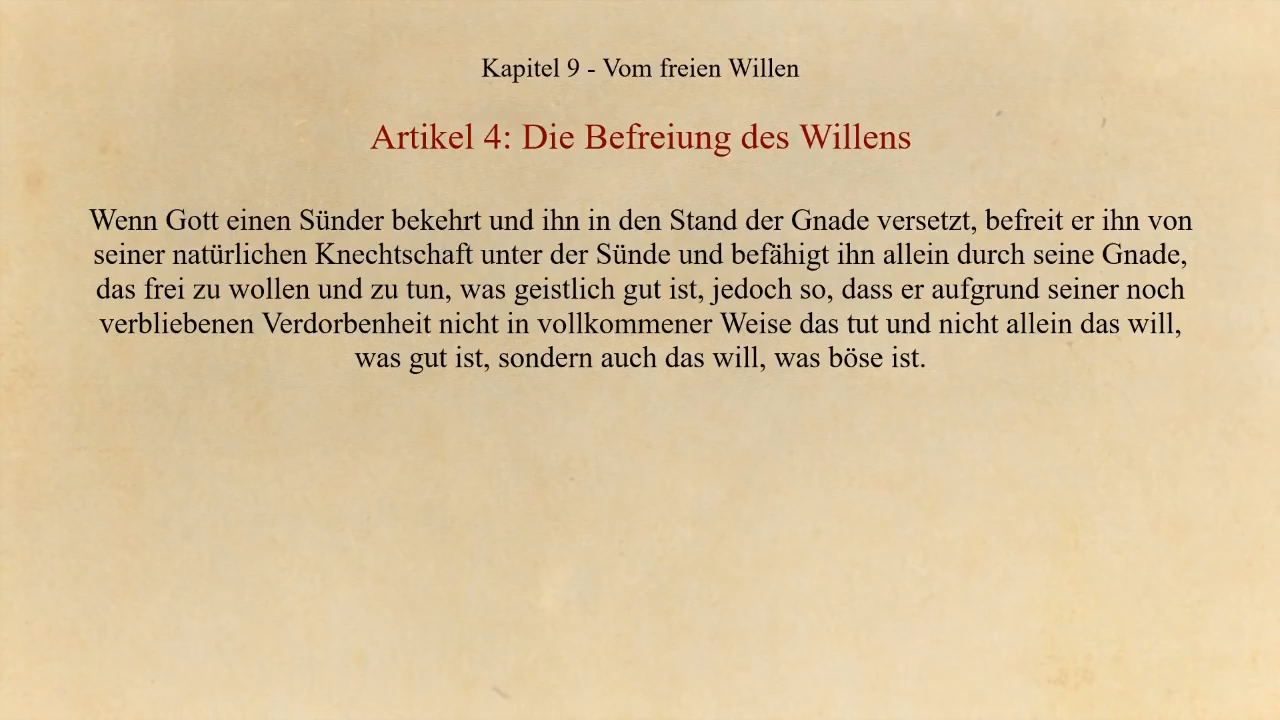 Kapitel 9 - Vom freien Willen
Artikel 4: Die Befreiung des Willens
Wenn Gott einen Sünder bekehrt und ihn in den Stand der Gnade versetzt, befreit er ihn von
seiner natürlichen Knechtschaft unter der Sünde und befähigt ihn allein durch seine Gnade,
das frei zu wollen und zu tun, was geistlich gut ist, jedoch so, dass er aufgrund seiner noch
verbliebenen Verdorbenheit nicht in vollkommener Weise das tut und nicht allein das will,
was gut ist, sondern auch das will, was böse ist.